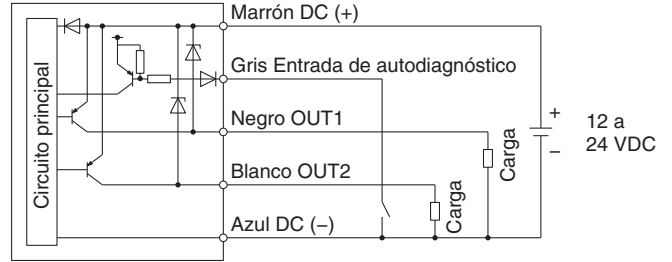 Marrón DC (+)
Gris Entrada de autodiagnóstico
Negro OUT1
Blanco OUT2
Azul DC (−)
Circuito principal
Carga
Carga
+
−
12 a
24 VDC